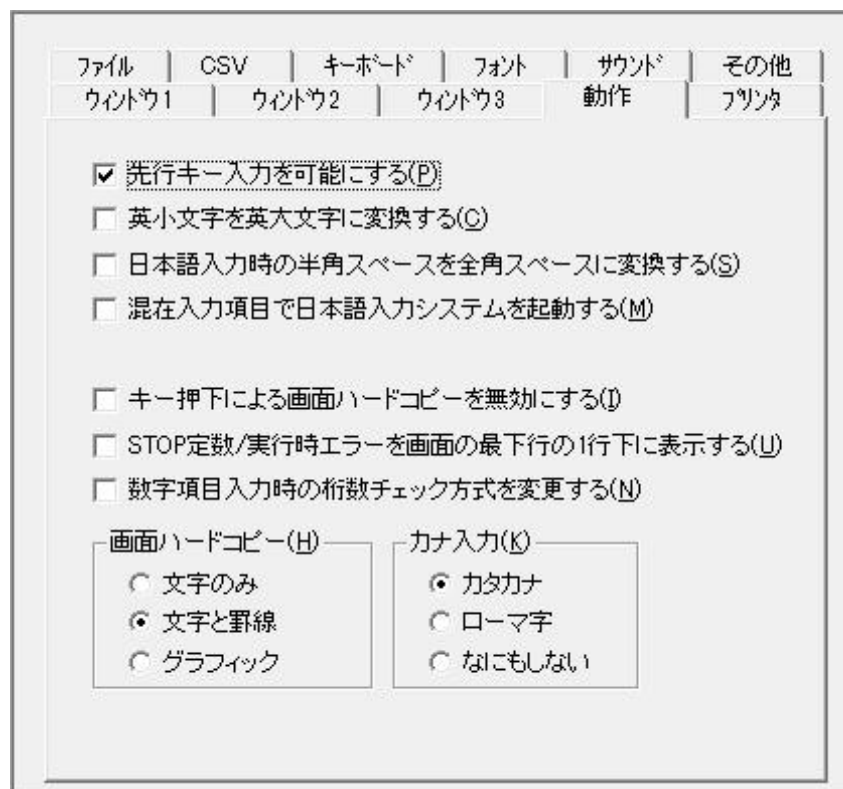 ファイル CSV キーボード フォント サウンド その他
ウィンドウ1 ウィンドウ2 ウィンドウ3 動作 プリンタ
先行キー入力を可能にする(P)
英小文字を英大文字に変換する(C)
日本語入力時の半角スペースを全角スペースに変換する(S)
混在入力項目で日本語入力システムを起動する(M)
キー押下による画面ハードコピーを無効にする(I)
STOP定数/実行時エラーを画面の最下行の1行下に表示する(U)
数字項目入力時の桁数チェック方式を変更する(N)
画面ハードコピー(H)
文字のみ
文字と罫線
グラフィック
カナ入力(K)
カタカナ
ローマ字
なにもしない